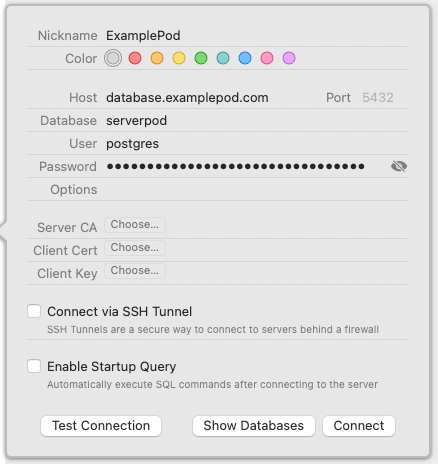 Nickname ExamplePod
Color
Host database.examplepod.com Port 5432
Database serverpod
User postgres
Password ••••••••••••••••••••••••••••••••
Options
Server CA Choose...
Client Cert Choose...
Client Key Choose...
Connect via SSH Tunnel
SSH Tunnels are a secure way to connect to servers behind a firewall
Enable Startup Query
Automatically execute SQL commands after connecting to the server
Test Connection Show Databases Connect